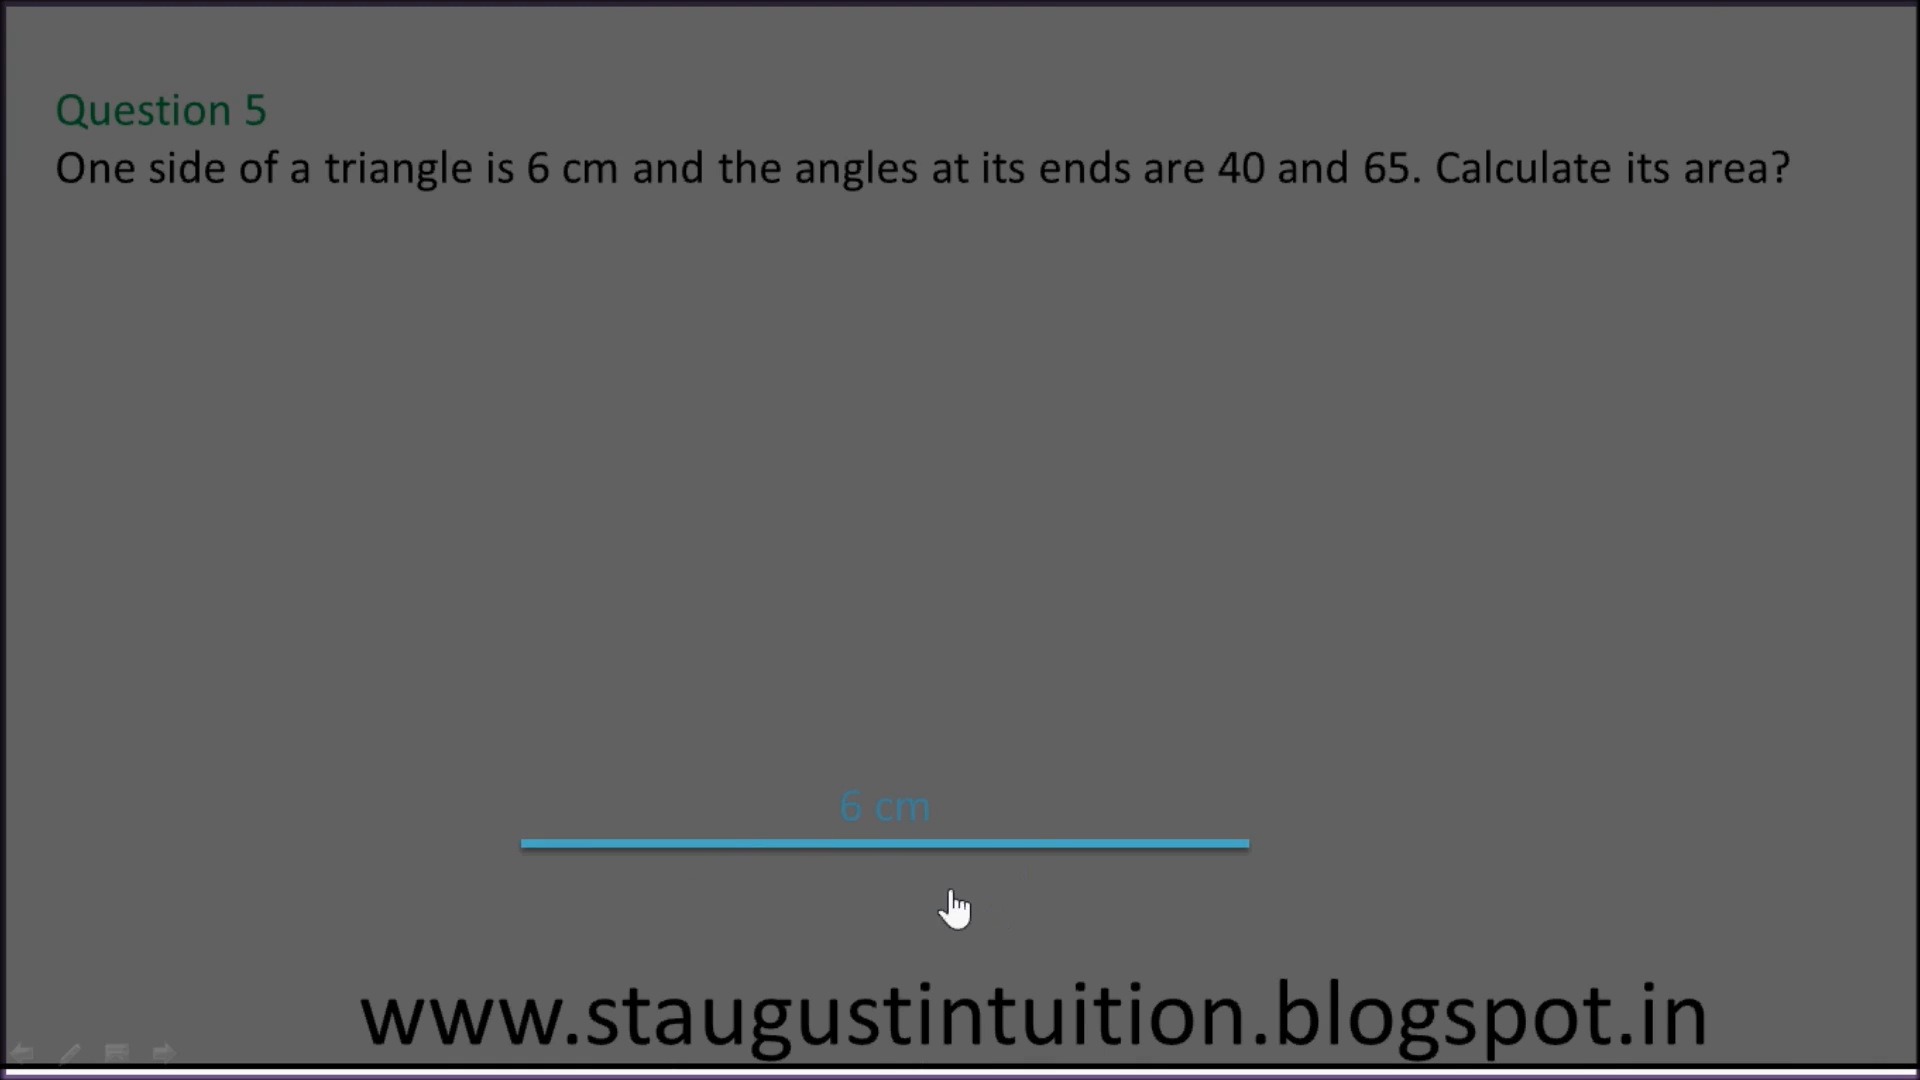 Question 5
One side of a triangle is 6 cm and the angles at its ends are 40 and 65. Calculate its area?
6 cm
www.staugustintuition.blogspot.in